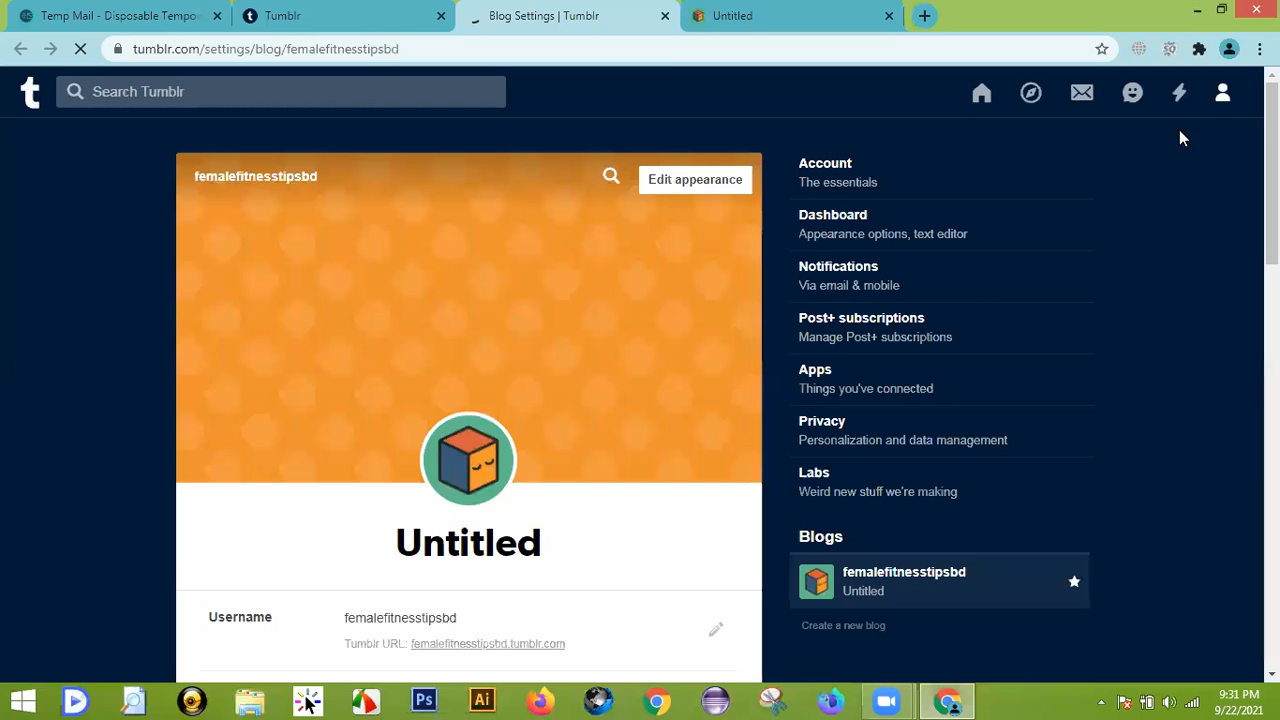 Temp Mail - Disposable Tempo
Tumblr
Blog Settings | Tumblr
Untitled
tumblr.com/settings/blog/femalefitnesstipsbd
t
Search Tumblr
femalefitnesstipsbd
Edit appearance
Untitled
Username
femalefitnesstipsbd
Tumblr URL: femalefitnesstipsbd.tumblr.com
Account
The essentials
Dashboard
Appearance options, text editor
Notifications
Via email & mobile
Post+ subscriptions
Manage Post+ subscriptions
Apps
Things you've connected
Privacy
Personalization and data management
Labs
Weird new stuff we're making
Blogs
femalefitnesstipsbd
Untitled
Create a new blog
Ps
Ai
9:31 PM
9/22/2021